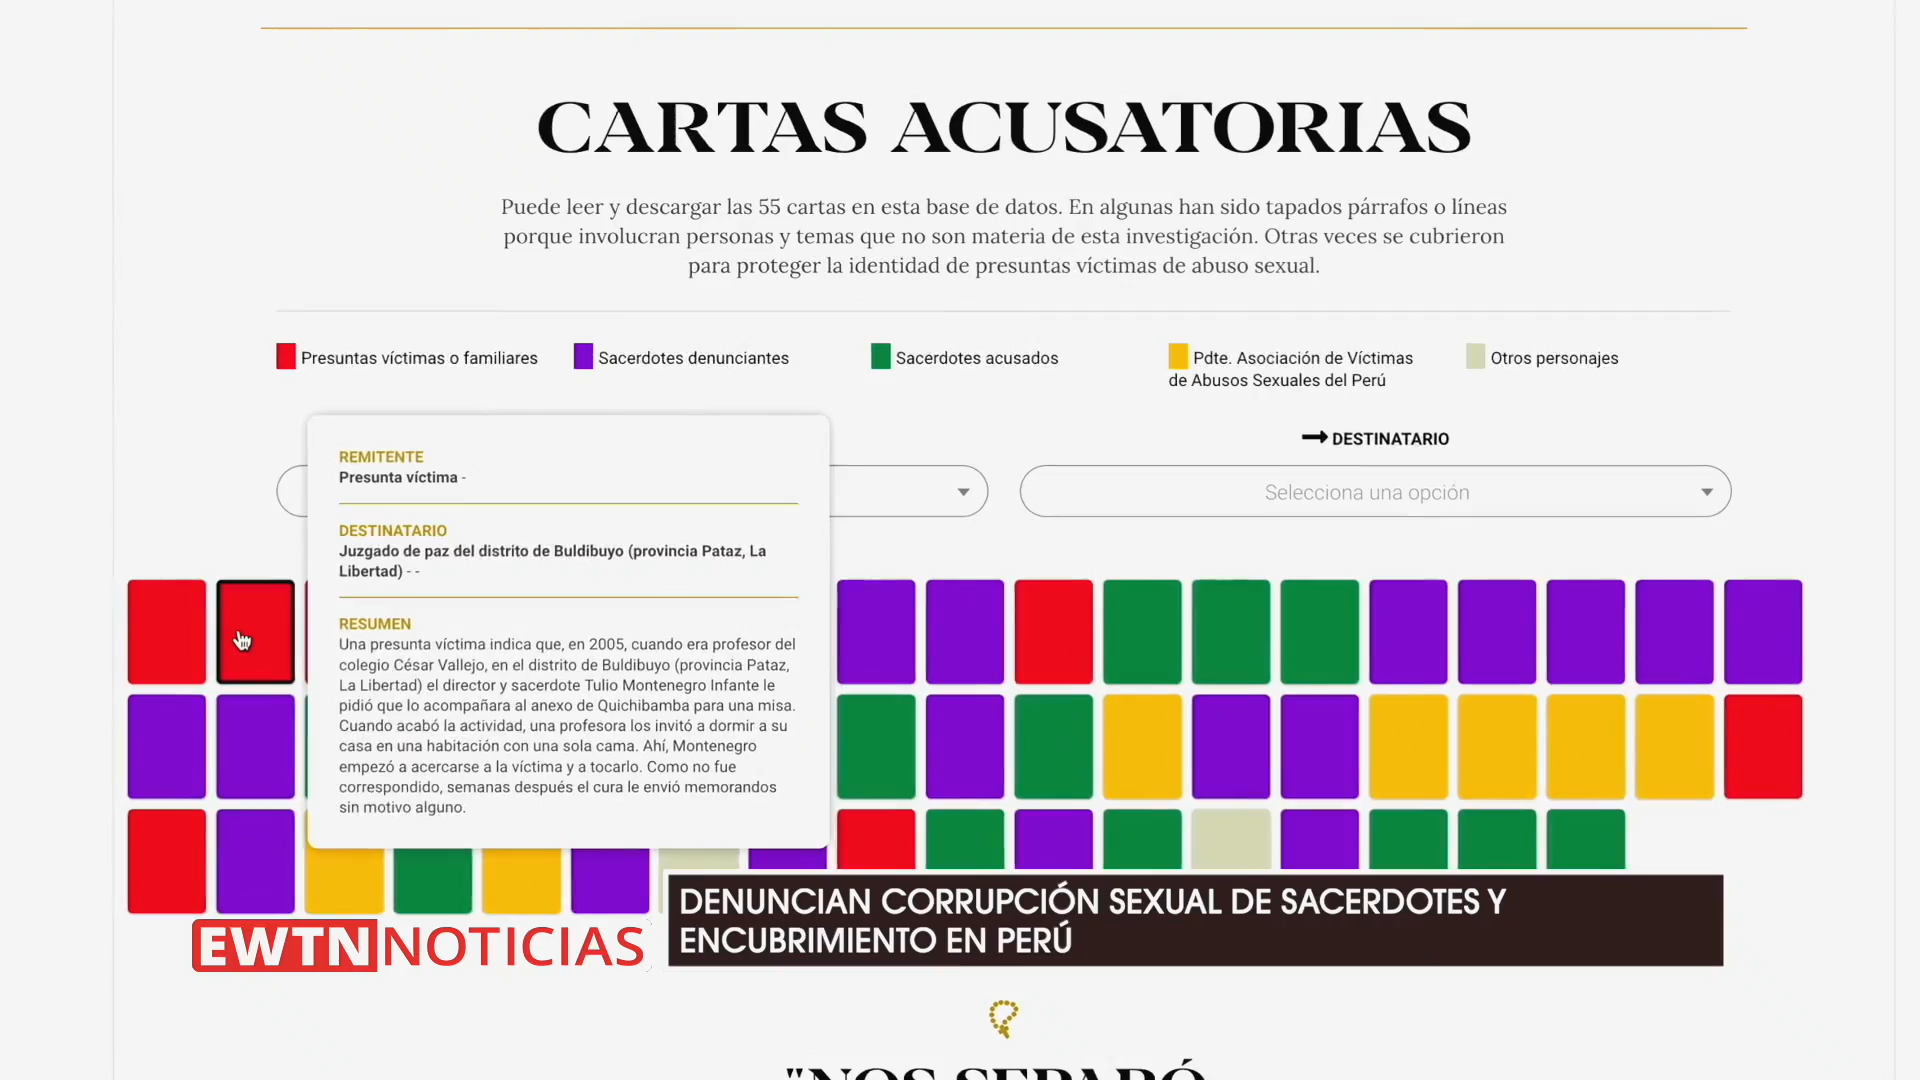 CARTAS ACUSATORIAS
Puede leer y descargar las 55 cartas en esta base de datos. En algunas han sido tapados párrafos o líneas
porque involucran personas y temas que no son materia de esta investigación. Otras veces se cubrieron
para proteger la identidad de presuntas víctimas de abuso sexual.
Presuntas víctimas o familiares
Sacerdotes denunciantes
Sacerdotes acusados
Pdte. Asociación de Víctimas
de Abusos Sexuales del Perú
Otros personajes
DESTINATARIO
Selecciona una opción
REMITENTE
Presunta víctima -
DESTINATARIO
Juzgado de paz del distrito de Buldibuyo (provincia Pataz, La
Libertad) - -
RESUMEN
Una presunta víctima indica que, en 2005, cuando era profesor del
colegio César Vallejo, en el distrito de Buldibuyo (provincia Pataz,
La Libertad) el director y sacerdote Tulio Montenegro Infante le
pidió que lo acompañara al anexo de Quichibamba para una misa.
Cuando acabó la actividad, una profesora los invitó a dormir a su
casa en una habitación con una sola cama. Ahí, Montenegro
empezó a acercarse a la víctima y a tocarlo. Como no fue
correspondido, semanas después el cura le envió memorandos
sin motivo alguno.
DENUNCIAN CORRUPCIÓN SEXUAL DE SACERDOTES Y
ENCUBRIMIENTO EN PERÚ
EWTN NOTICIAS
"NOS SEPARÓ